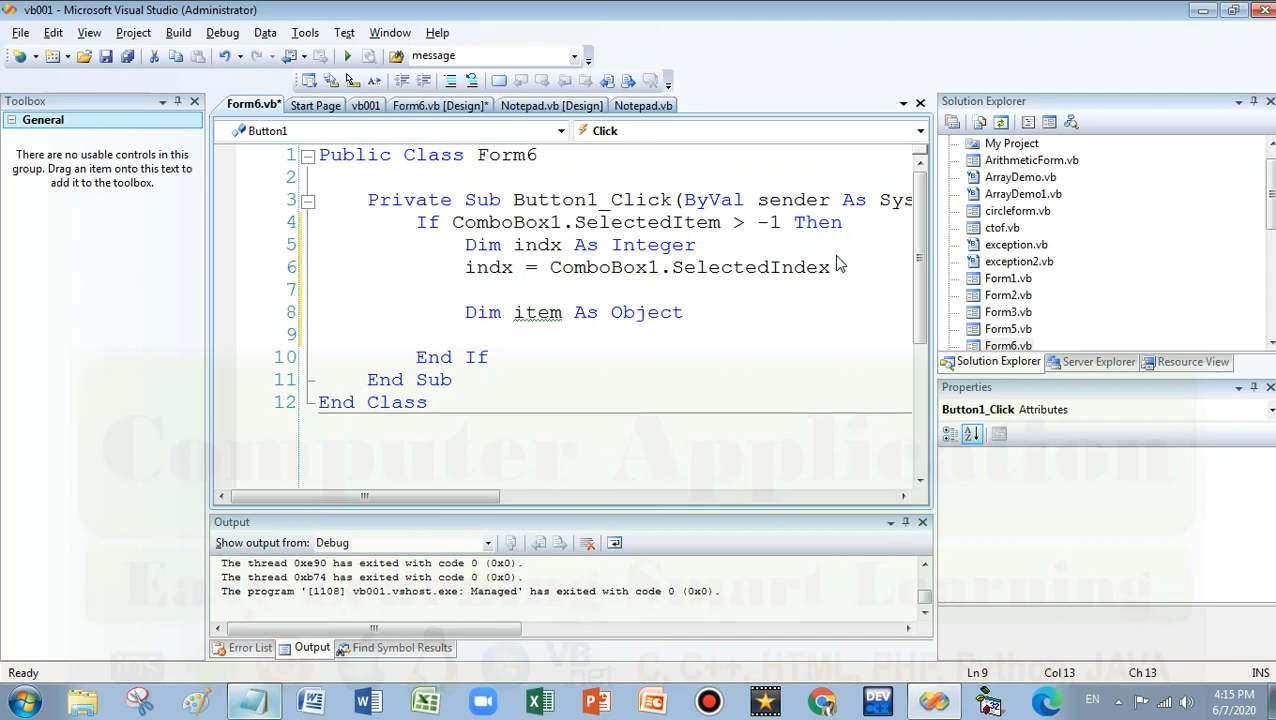 vb001 - Microsoft Visual Studio (Administrator)
File Edit View Project Build Debug Data Tools Test Window Help
message
Toolbox
General
There are no usable controls in this
group. Drag an item onto this text to
add it to the toolbox.
Form6.vb* Start Page vb001 Form6.vb [Design]* Notepad.vb [Design] Notepad.vb
Button1 Click
1 Public Class Form6
2
3 Private Sub Button1_Click(ByVal sender As Sys
4 If ComboBox1.SelectedItem > -1 Then
5 Dim indx As Integer
6 indx = ComboBox1.SelectedIndex
7
8 Dim item As Object
9
10 End If
11 End Sub
12 End Class
Solution Explorer
My Project
ArithmeticForm.vb
ArrayDemo.vb
ArrayDemo1.vb
circleform.vb
ctof.vb
exception.vb
exception2.vb
Form1.vb
Form2.vb
Form3.vb
Form5.vb
Form6.vb
Solution Explorer Server Explorer Resource View
Properties
Button1_Click Attributes
Computer Application
Output
Show output from: Debug
The thread 0xe90 has exited with code 0 (0x0).
The thread 0xb74 has exited with code 0 (0x0).
The program '[1108] vb001.vshost.exe: Managed' has exited with code 0 (0x0).
Error List Output Find Symbol Results
VB
.net
C, C++, HTML, PHP, Python, JAVA
Ready Ln 9 Col 13 Ch 13 INS
DEV
C++
EN
4:15 PM
6/7/2020